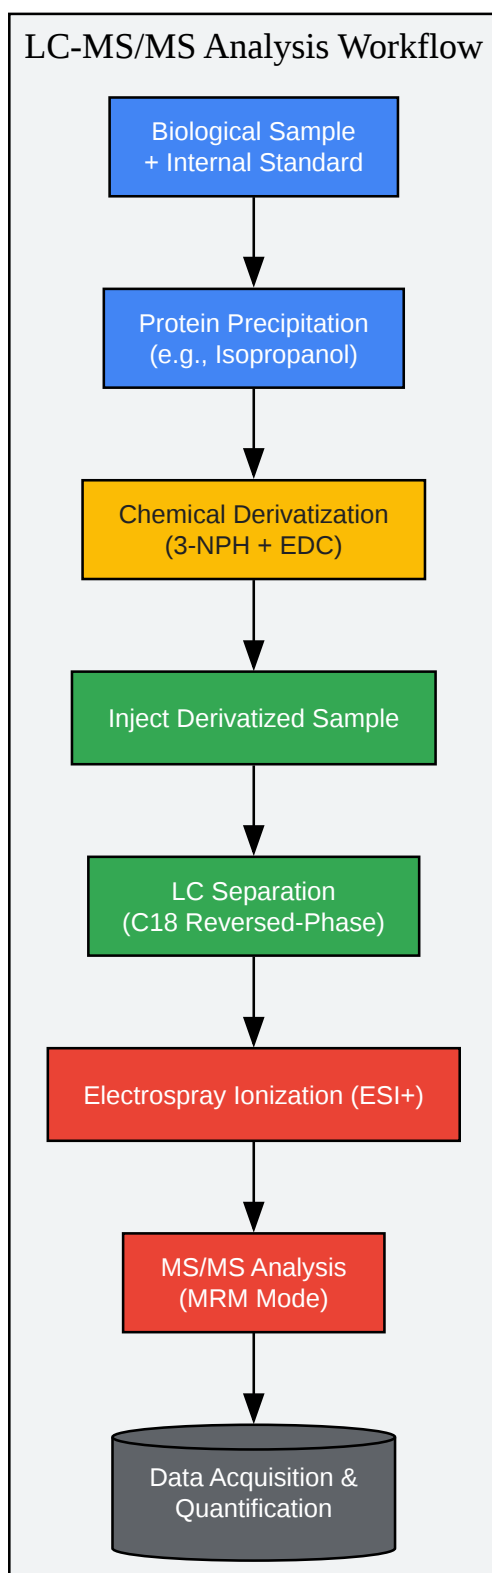 LC-MS/MS Analysis Workflow
Biological Sample
+ Internal Standard
Protein Precipitation
(e.g., Isopropanol)
Chemical Derivatization
(3-NPH + EDC)
Inject Derivatized Sample
LC Separation
(C18 Reversed-Phase)
Electrospray Ionization (ESI+)
MS/MS Analysis
(MRM Mode)
Data Acquisition &
Quantification